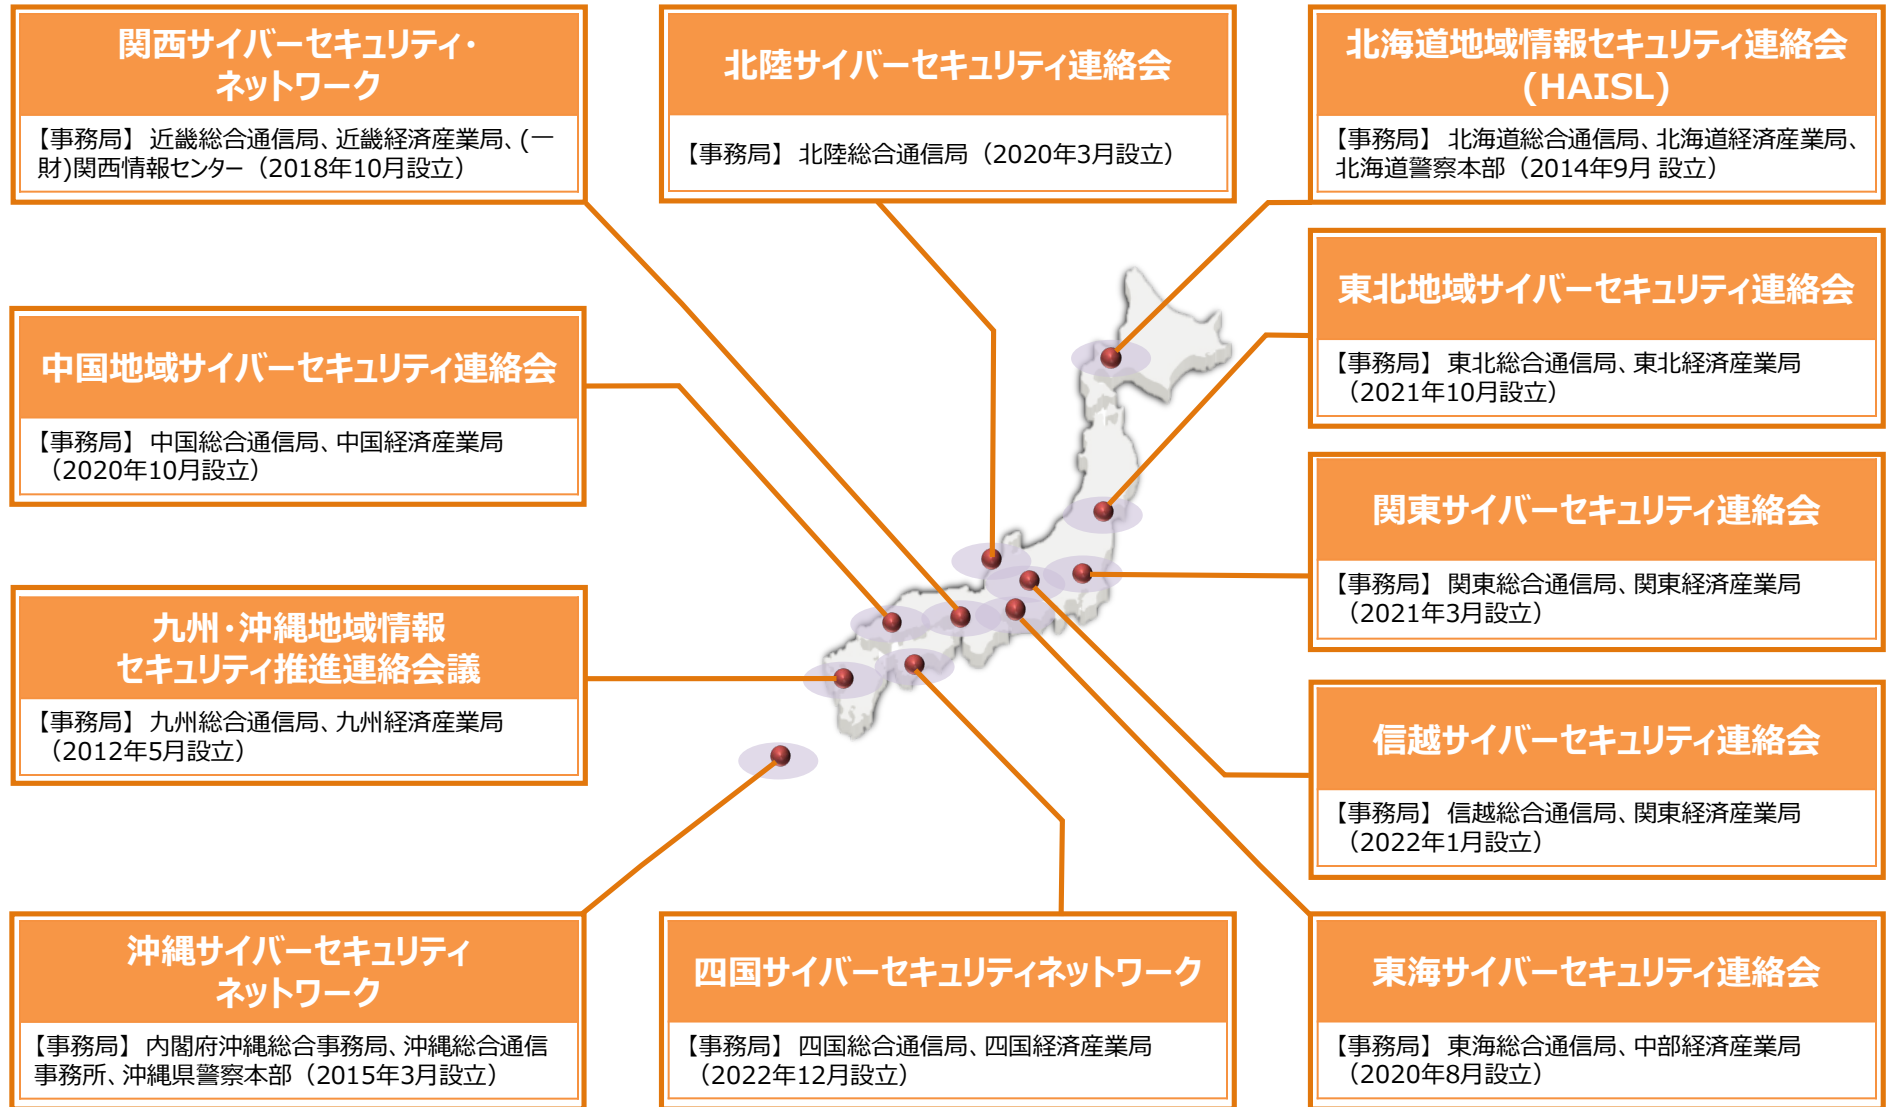 関西サイバーセキュリティ・
ネットワーク
【事務局】 近畿総合通信局、近畿経済産業局、(一
財)関西情報センター（2018年10月設立）
北陸サイバーセキュリティ連絡会
【事務局】 北陸総合通信局（2020年3月設立）
北海道地域情報セキュリティ連絡会
(HAISL)
【事務局】 北海道総合通信局、北海道経済産業局、
北海道警察本部（2014年9月 設立）
東北地域サイバーセキュリティ連絡会
【事務局】 東北総合通信局、東北経済産業局
（2021年10月設立）
中国地域サイバーセキュリティ連絡会
【事務局】 中国総合通信局、中国経済産業局
（2020年10月設立）
関東サイバーセキュリティ連絡会
【事務局】 関東総合通信局、関東経済産業局
（2021年3月設立）
九州・沖縄地域情報
セキュリティ推進連絡会議
【事務局】 九州総合通信局、九州経済産業局
（2012年5月設立）
信越サイバーセキュリティ連絡会
【事務局】 信越総合通信局、関東経済産業局
（2022年1月設立）
沖縄サイバーセキュリティ
ネットワーク
【事務局】 内閣府沖縄総合事務局、沖縄総合通信
事務所、沖縄県警察本部（2015年3月設立）
四国サイバーセキュリティネットワーク
【事務局】 四国総合通信局、四国経済産業局
（2022年12月設立）
東海サイバーセキュリティ連絡会
【事務局】 東海総合通信局、中部経済産業局
（2020年8月設立）